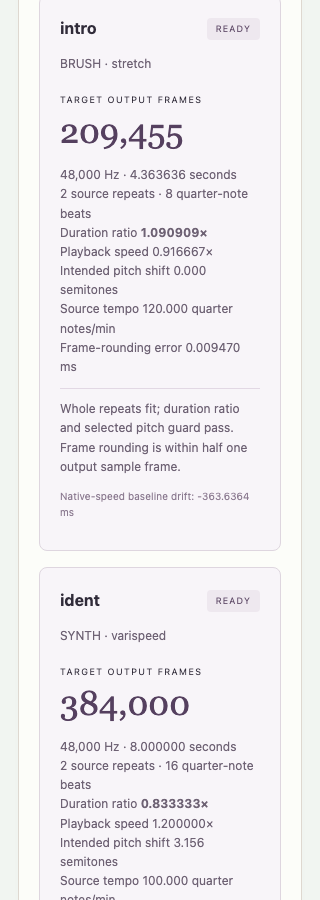 intro
READY
BRUSH · stretch
TARGET OUTPUT FRAMES
209,455
48,000 Hz · 4.363636 seconds
2 source repeats · 8 quarter-note
beats
Duration ratio 1.090909×
Playback speed 0.916667×
Intended pitch shift 0.000
semitones
Source tempo 120.000 quarter
notes/min
Frame-rounding error 0.009470
ms
Whole repeats fit; duration ratio
and selected pitch guard pass.
Frame rounding is within half one
output sample frame.
Native-speed baseline drift: -363.6364
ms
ident
READY
SYNTH · varispeed
TARGET OUTPUT FRAMES
384,000
48,000 Hz · 8.000000 seconds
2 source repeats · 16 quarter-note
beats
Duration ratio 0.833333×
Playback speed 1.200000×
Intended pitch shift 3.156
semitones
Source tempo 100.000 quarter
notes/min